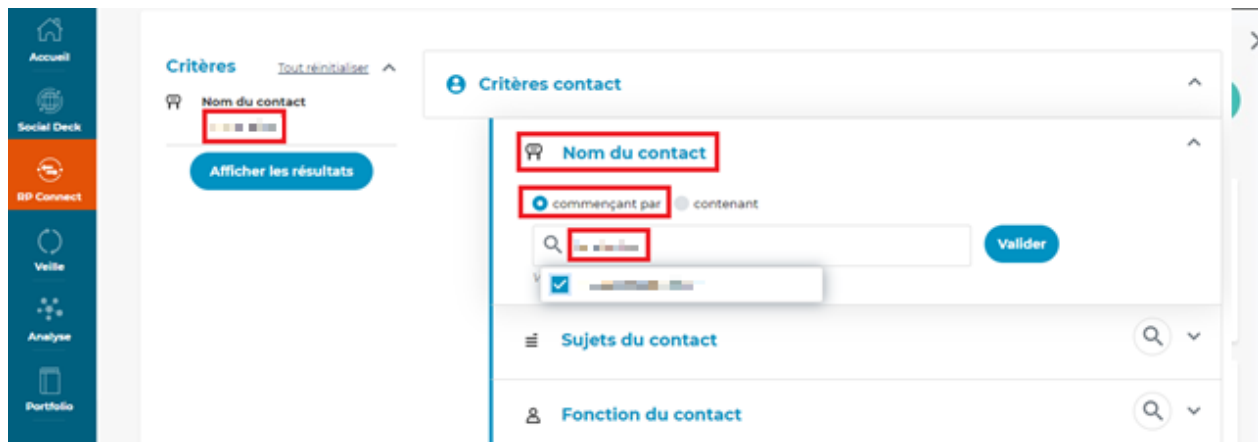 Accueil
Social Deck
RP Connect
Veille
Analyse
Portfolio
Critères Tout réinitialiser
Nom du contact
Afficher les résultats
Critères contact
Nom du contact
commençant par contenant
Valider
Sujets du contact
Fonction du contact